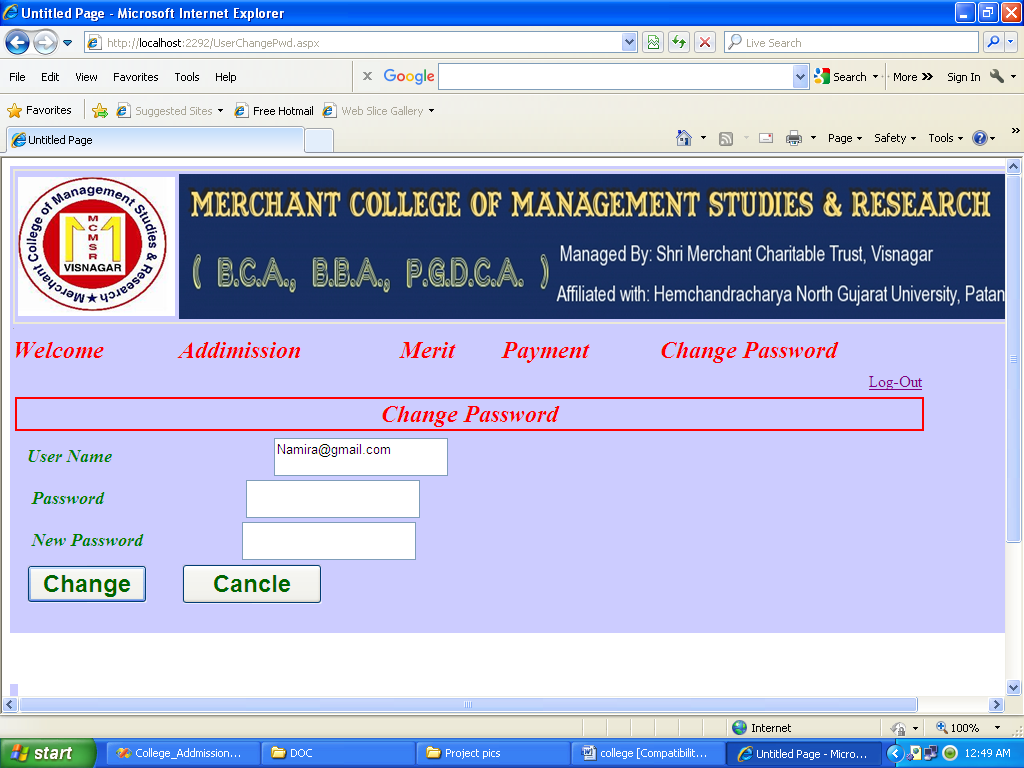 Untitled Page - Microsoft Internet Explorer
http://localhost:2292/UserChangePwd.aspx
Live Search
File Edit View Favorites Tools Help
x Google Search More » Sign In
Favorites Suggested Sites Free Hotmail Web Slice Gallery
Untitled Page
Page Safety Tools »
Merchant College of Management Studies & Research
MCMSR
VISNAGAR
MERCHANT COLLEGE OF MANAGEMENT STUDIES & RESEARCH
( B.C.A., B.B.A., P.G.D.C.A. )
Managed By: Shri Merchant Charitable Trust, Visnagar
Affiliated with: Hemchandracharya North Gujarat University, Patan
Welcome Addimission Merit Payment Change Password
Log-Out
Change Password
User Name Namira@gmail.com
Password
New Password
Change Cancle
Internet 100%
start College_Addmission... DOC Project pics college [Compatibilit... Untitled Page - Micro... 12:49 AM